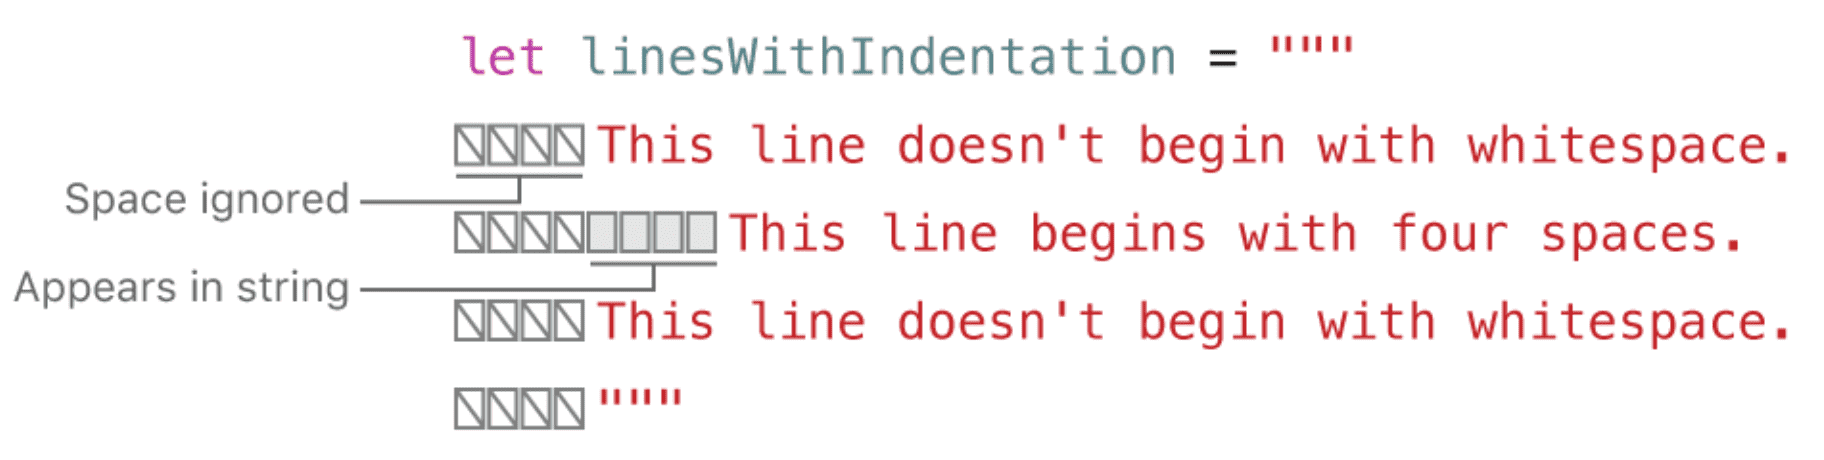 let linesWithIndentation = """
This line doesn't begin with whitespace.
Space ignored
This line begins with four spaces.
Appears in string
This line doesn't begin with whitespace.
"""